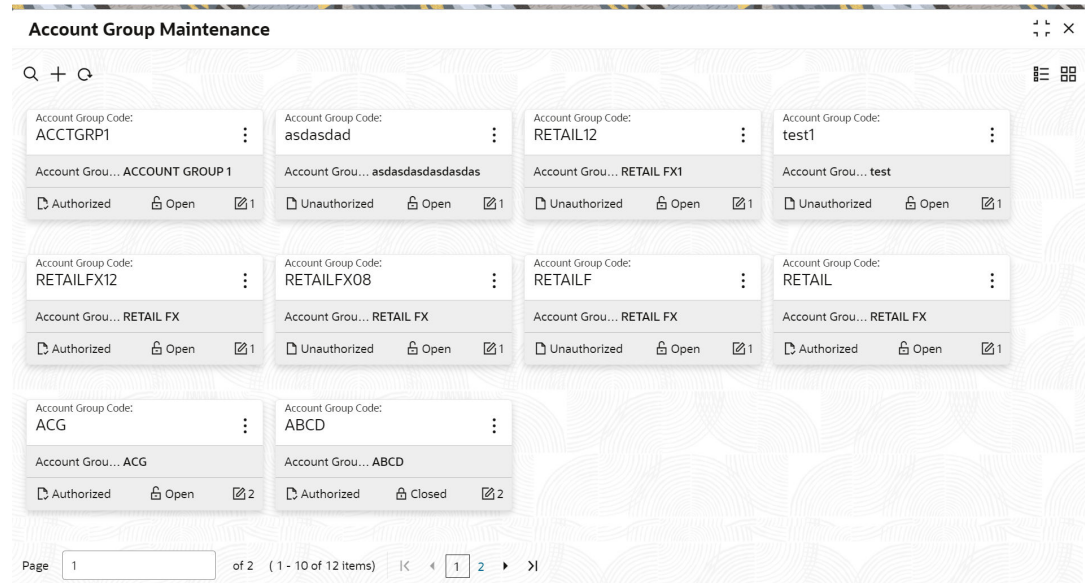 Account Group Maintenance
Account Group Code: Account Group Code: Account Group Code: Account Group Code:
ACCTGRP1 asdasdad RETAIL12 test1
Account Grou... ACCOUNT GROUP 1 Account Grou... asdasdasdasdasdas Account Grou... RETAIL FX1 Account Grou... test
Authorized Open 1 Unauthorized Open 1 Unauthorized Open 1 Unauthorized Open 1
Account Group Code: Account Group Code: Account Group Code: Account Group Code:
RETAILFX12 RETAILFX08 RETAILF RETAIL
Account Grou... RETAIL FX Account Grou... RETAIL FX Account Grou... RETAIL FX Account Grou... RETAIL FX
Authorized Open 1 Unauthorized Open 1 Unauthorized Open 1 Authorized Open 1
Account Group Code: Account Group Code:
ACG ABCD
Account Grou... ACG Account Grou... ABCD
Authorized Open 2 Authorized Closed 2
Page 1 of 2 (1 - 10 of 12 items) 1 2